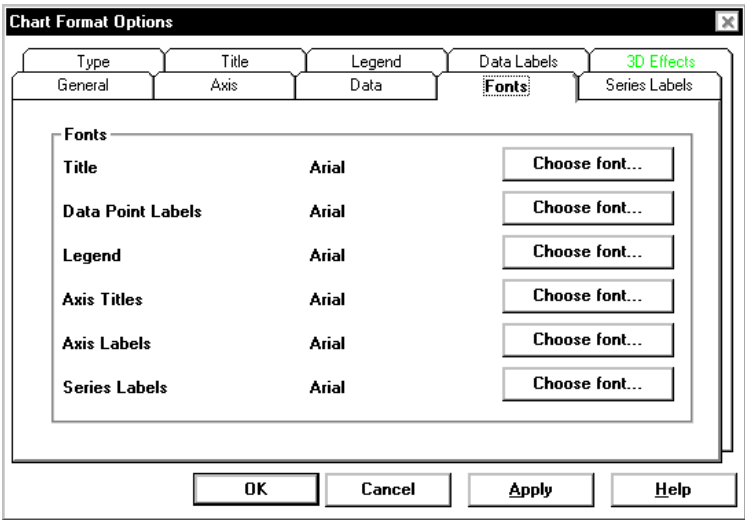 Chart Format Options
Type Title Legend Data Labels 3D Effects
General Axis Data Fonts Series Labels
Fonts
Title Arial Choose font...
Data Point Labels Arial Choose font...
Legend Arial Choose font...
Axis Titles Arial Choose font...
Axis Labels Arial Choose font...
Series Labels Arial Choose font...
OK Cancel Apply Help